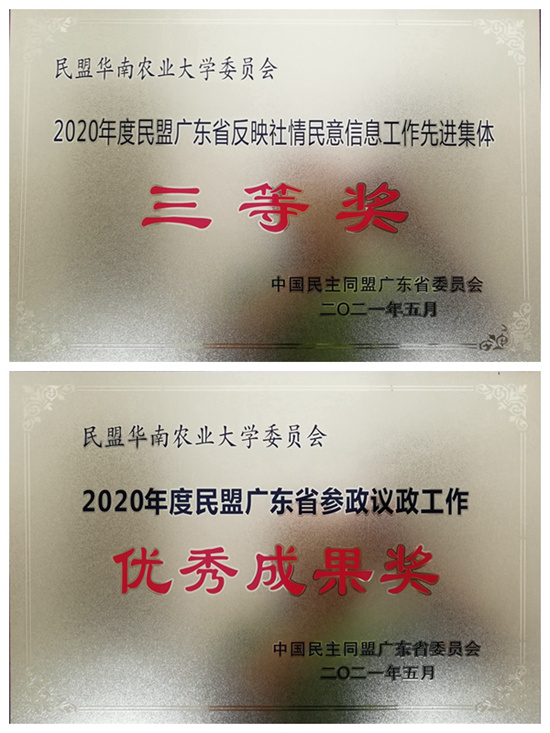 民盟华南农业大学委员会
2020年度民盟广东省反映社情民意信息工作先进集体
三等奖
中国民主同盟广东省委员会
二〇二一年五月
民盟华南农业大学委员会
2020年度民盟广东省参政议政工作
优秀成果奖
中国民主同盟广东省委员会
二〇二一年五月